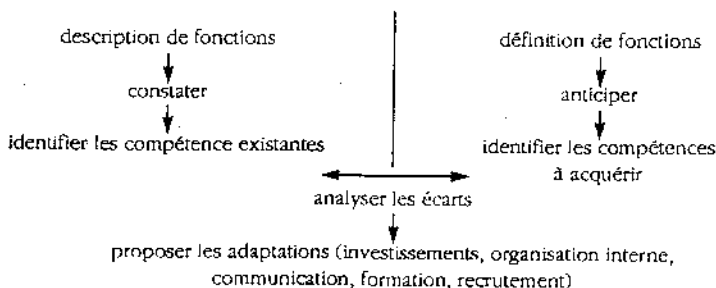 description de fonctions
constater
identifier les compétence existantes
définition de fonctions
anticiper
identifier les compétences
à acquérir
analyser les écarts
proposer les adaptations (investissements, organisation interne,
communication, formation, recrutement)